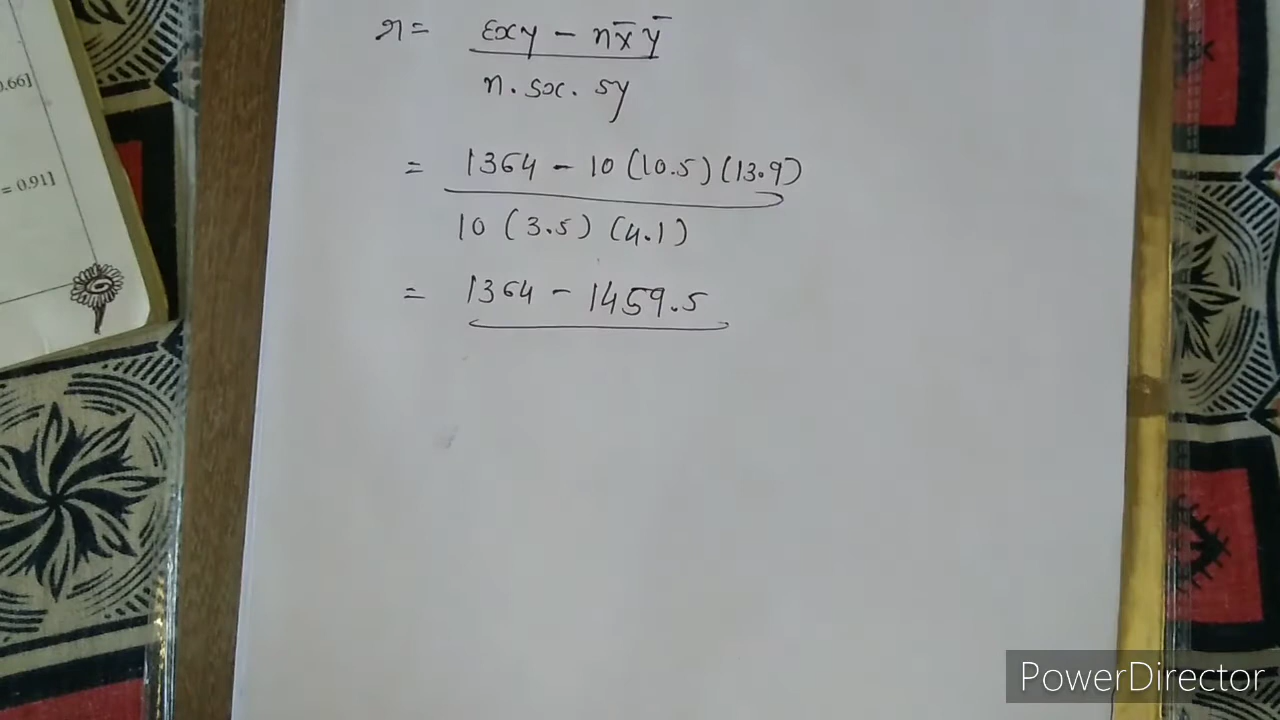 0.66]
= 0.91]
r = Σxy - nx̄ȳ
n. sx. sy
= 1364 - 10 (10.5) (13.9)
10 (3.5) (4.1)
= 1364 - 1459.5
PowerDirector